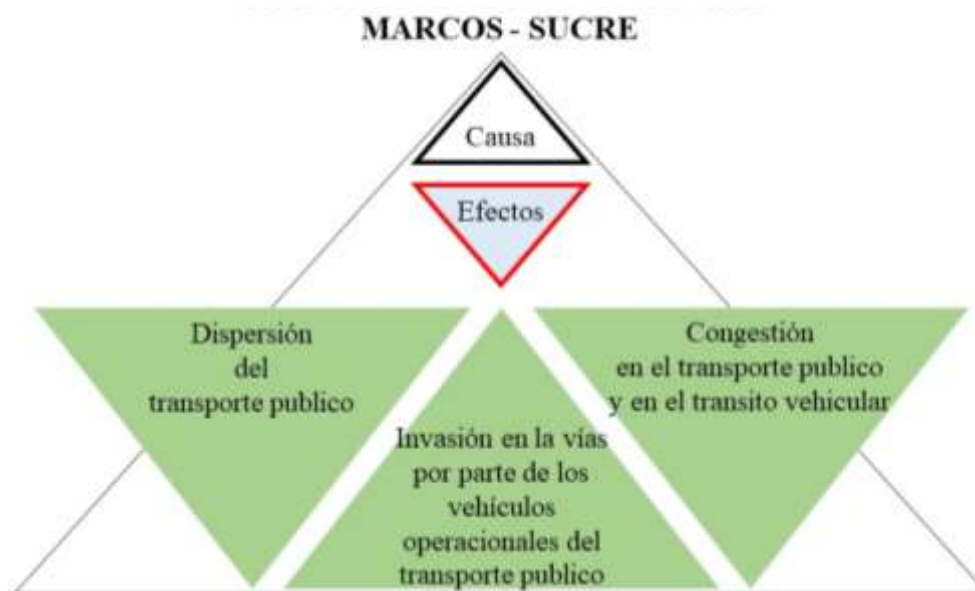 MARCOS - SUCRE
Causa
Efectos
Dispersión
del
transporte publico
Congestión
en el transporte publico
y en el transito vehicular
Invasión en la vías
por parte de los
vehículos
operacionales del
transporte publico